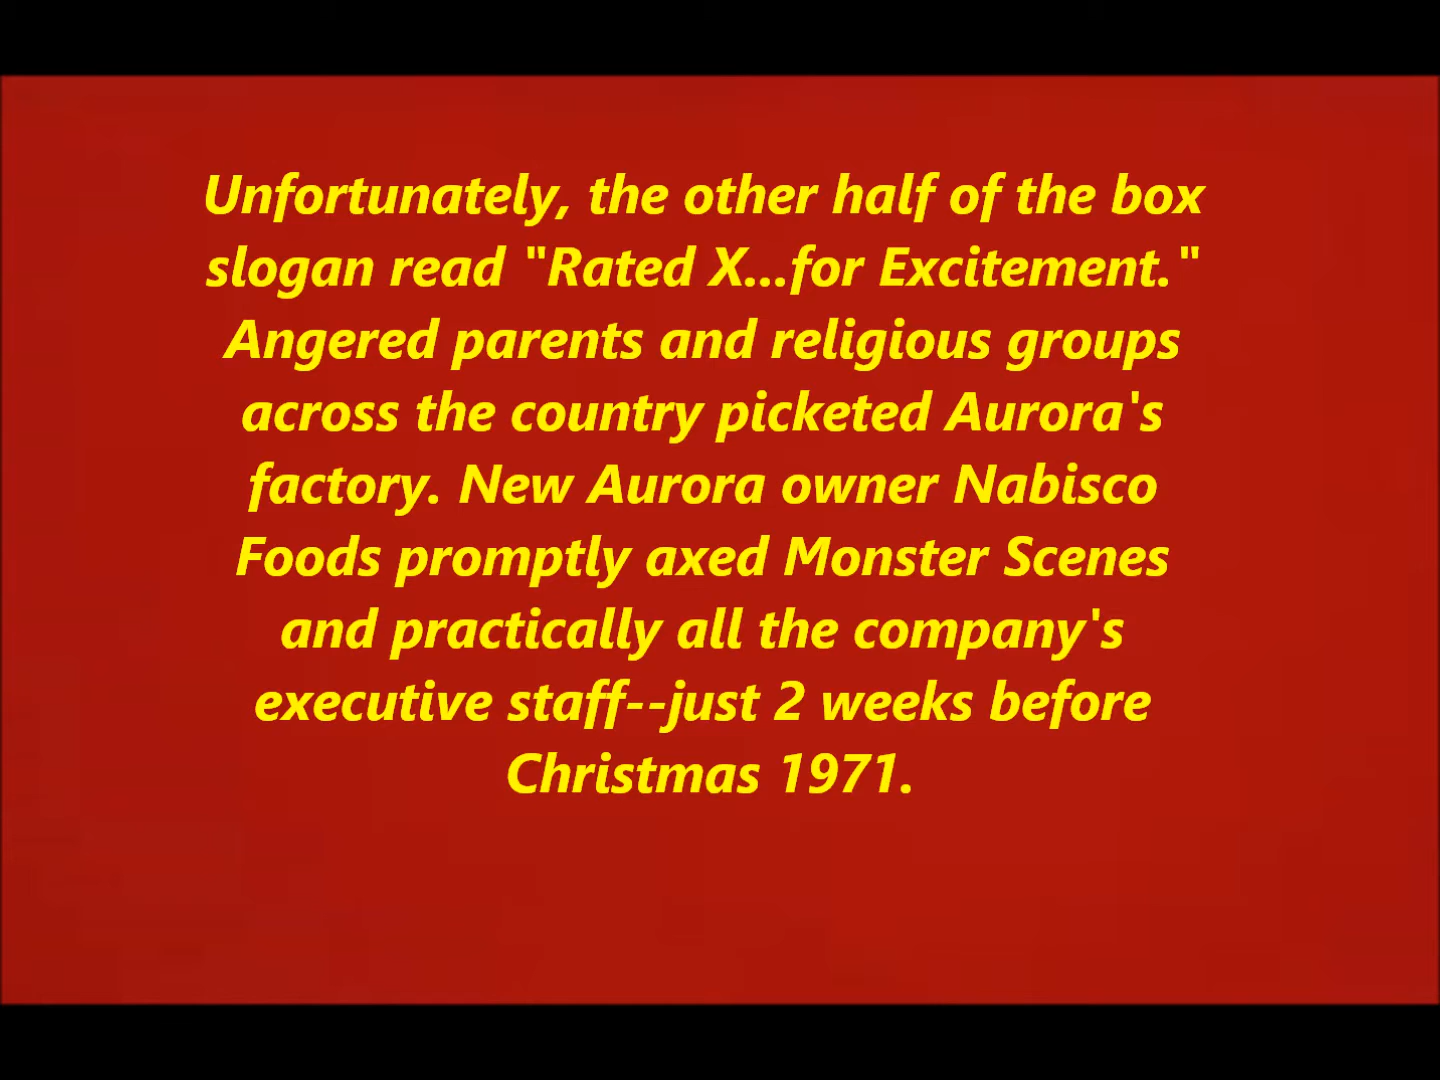 Unfortunately, the other half of the box
slogan read "Rated X...for Excitement."
Angered parents and religious groups
across the country picketed Aurora's
factory. New Aurora owner Nabisco
Foods promptly axed Monster Scenes
and practically all the company's
executive staff--just 2 weeks before
Christmas 1971.